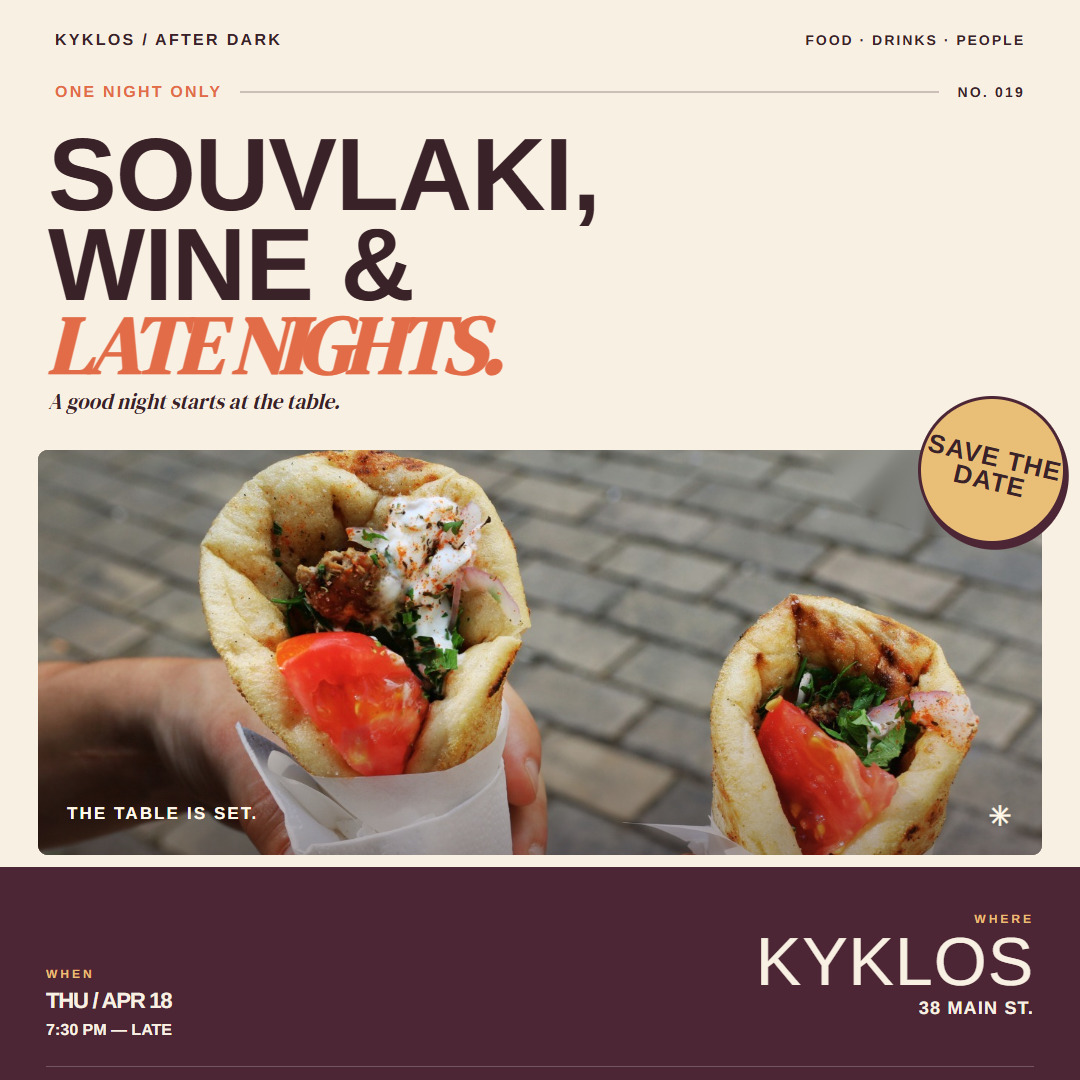 KYKLOS / AFTER DARK
FOOD · DRINKS · PEOPLE
ONE NIGHT ONLY
NO. 019
SOUVLAKI,
WINE &
LATE NIGHTS.
A good night starts at the table.
SAVE THE
DATE
THE TABLE IS SET.
WHEN
THU / APR 18
7:30 PM — LATE
WHERE
KYKLOS
38 MAIN ST.